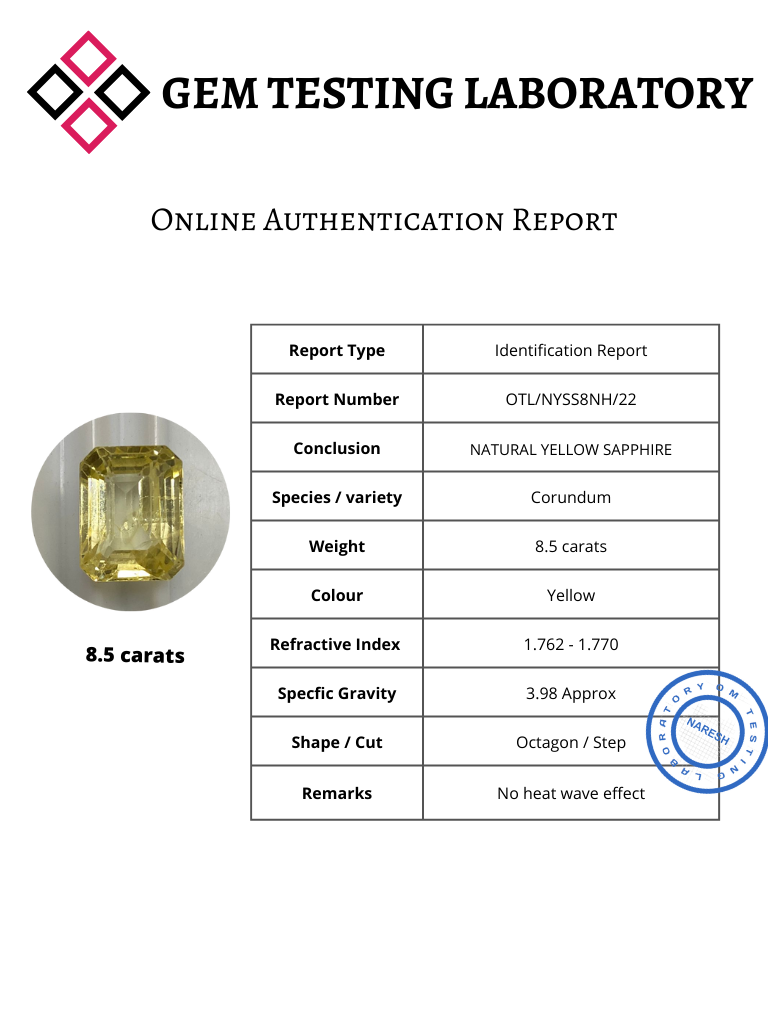 GEM TESTING LABORATORY
Online Authentication Report
Report Type Identification Report
Report Number OTL/NYSS8NH/22
Conclusion NATURAL YELLOW SAPPHIRE
Species / variety Corundum
Weight 8.5 carats
Colour Yellow
Refractive Index 1.762 - 1.770
Specfic Gravity 3.98 Approx
Shape / Cut Octagon / Step
Remarks No heat wave effect
8.5 carats
OM TESTING LABORATORY
NARESH